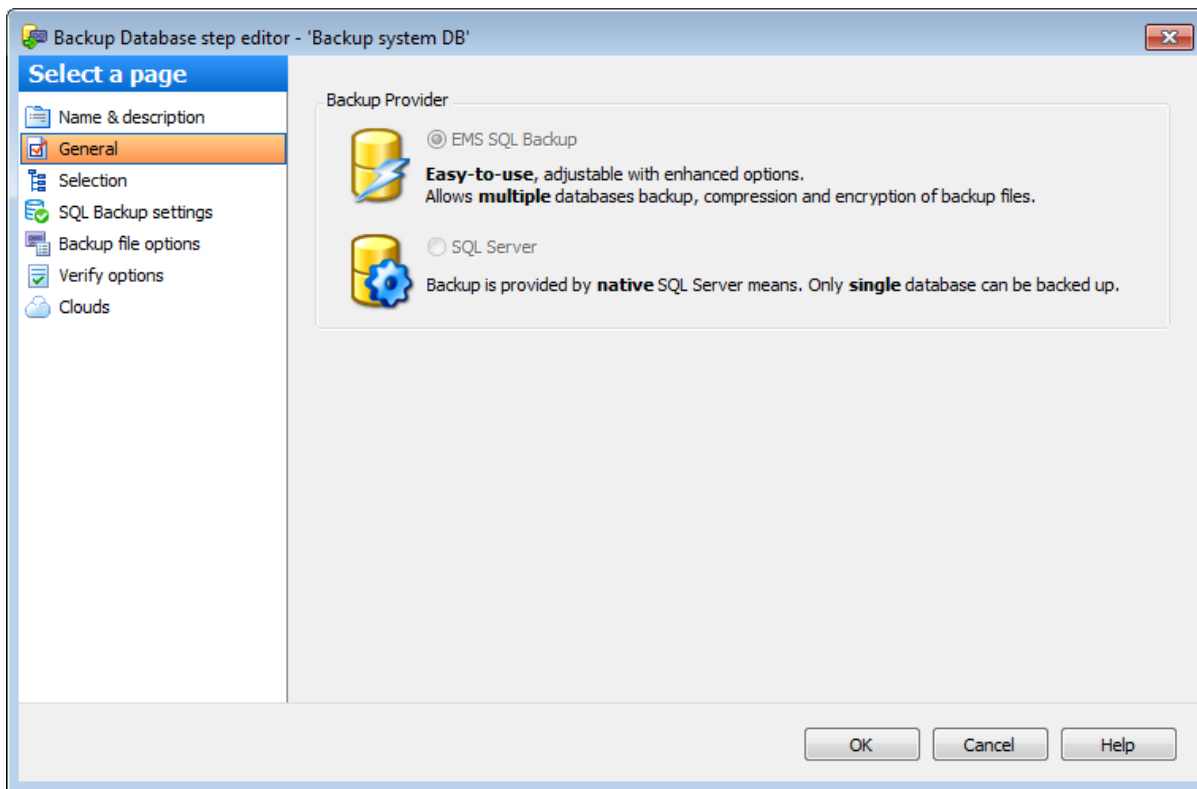 Backup Database step editor - 'Backup system DB'
Select a page
Name & description
General
Selection
SQL Backup settings
Backup file options
Verify options
Clouds
Backup Provider
EMS SQL Backup
Easy-to-use, adjustable with enhanced options.
Allows multiple databases backup, compression and encryption of backup files.
SQL Server
Backup is provided by native SQL Server means. Only single database can be backed up.
OK
Cancel
Help